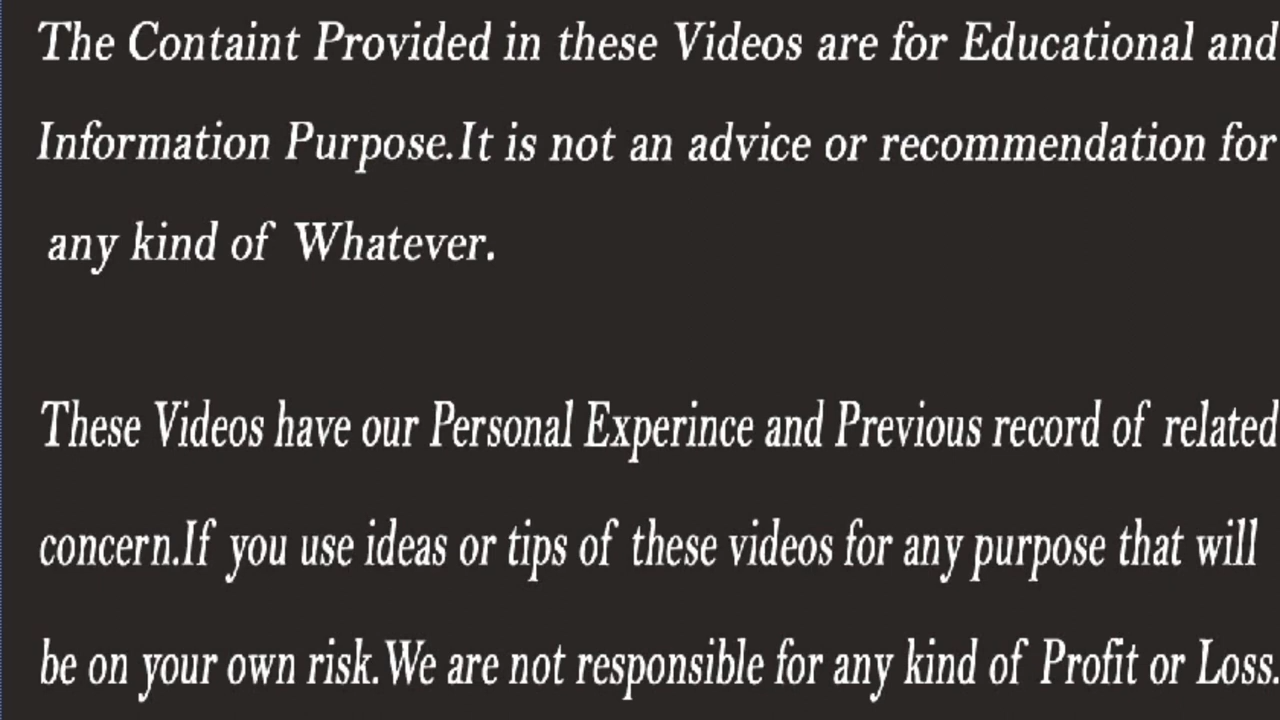 The Containt Provided in these Videos are for Educational and
Information Purpose.It is not an advice or recommendation for
any kind of Whatever.
These Videos have our Personal Experince and Previous record of related
concern.If you use ideas or tips of these videos for any purpose that will
be on your own risk.We are not responsible for any kind of Profit or Loss.